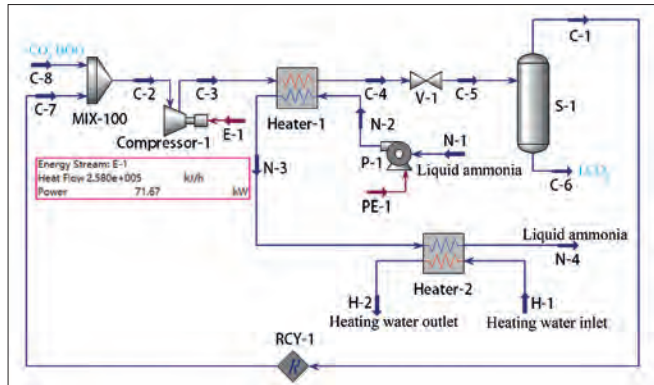 CO₂ BOG
C-8
C-7
MIX-100
C-2
C-3
Compressor-1
E-1
Heater-1
C-4
V-1
C-5
C-1
S-1
C-6
LCO₂
N-2
N-1
P-1
Liquid ammonia
PE-1
N-3
Energy Stream: E-1
Heat Flow 2.580e+005 kJ/h
Power 71.67 kW
Liquid ammonia
N-4
Heater-2
H-2
H-1
Heating water outlet
Heating water inlet
RCY-1
R